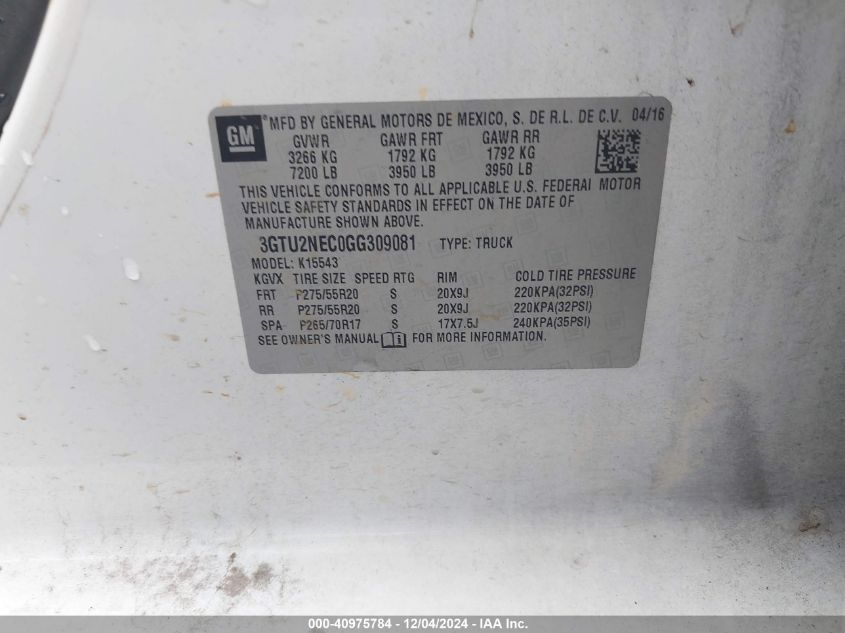 GM ® MFD BY GENERAL MOTORS DE MEXICO, S. DE R.L. DE C.V. 04/16
GVWR GAWR FRT GAWR RR
3266 KG 1792 KG 1792 KG
7200 LB 3950 LB 3950 LB
THIS VEHICLE CONFORMS TO ALL APPLICABLE U.S. FEDERAL MOTOR
VEHICLE SAFETY STANDARDS IN EFFECT ON THE DATE OF
MANUFACTURE SHOWN ABOVE.
3GTU2NEC0GG309081 TYPE: TRUCK
MODEL: K15543
KGVX TIRE SIZE SPEED RTG RIM COLD TIRE PRESSURE
FRT P275/55R20 S 20X9J 220KPA(32PSI)
RR P275/55R20 S 20X9J 220KPA(32PSI)
SPA P265/70R17 S 17X7.5J 240KPA(35PSI)
SEE OWNER'S MANUAL i FOR MORE INFORMATION.
000-40975784 - 12/04/2024 - IAA Inc.